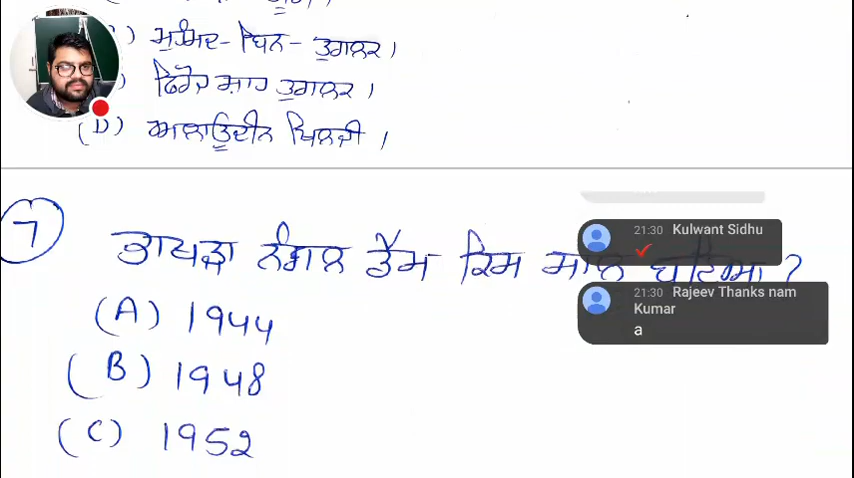 ) ਮੁਹੰਮਦ-ਬਿਨ-ਤੁਗਲਕ ।
) ਫਿਰੋਜ ਸ਼ਾਹ ਤੁਗਲਕ ।
(D) ਅਲਾਉਦੀਨ ਖਿਲਜੀ ।
7 ਭਾਖੜਾ ਨੰਗਲ ਡੈਮ ਕਿਸ ਸਾਲ ਬਣਿਆ ?
(A) 1944
(B) 1948
(C) 1952
21:30 Kulwant Sidhu
✓
21:30 Rajeev Thanks nam
Kumar
a